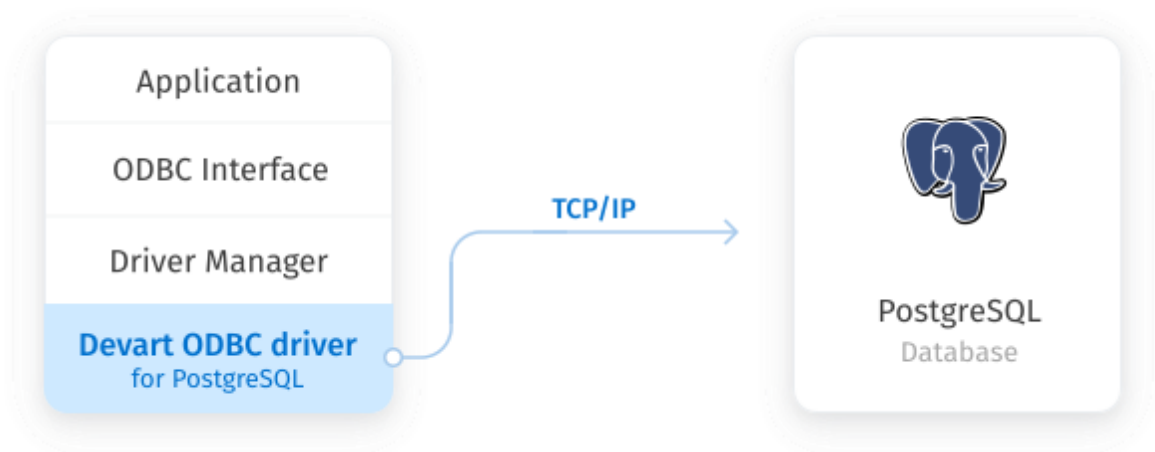 Application
ODBC Interface
Driver Manager
Devart ODBC driver
for PostgreSQL
TCP/IP
PostgreSQL
Database